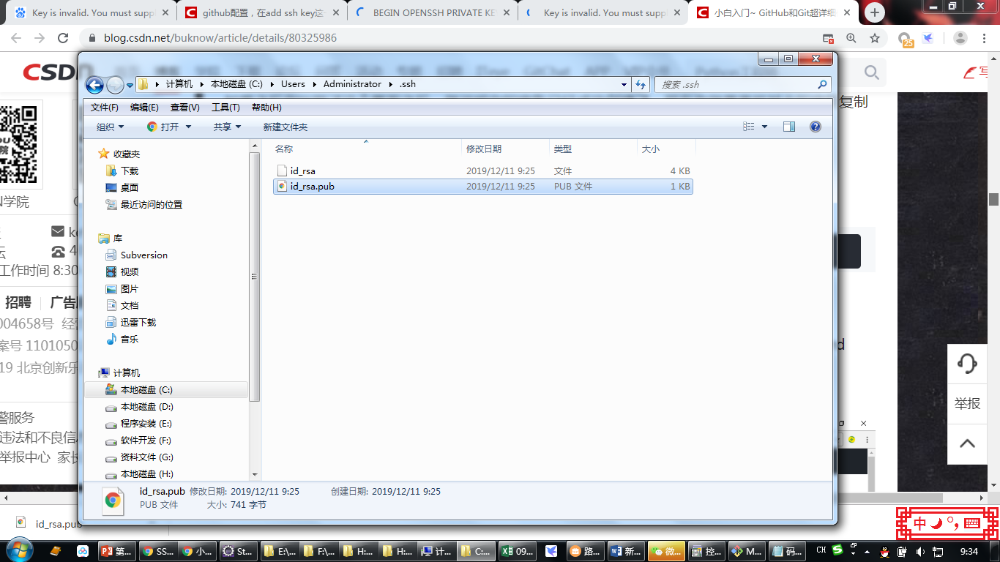 Key is invalid. You must supp
github配置，在add ssh key这
BEGIN OPENSSH PRIVATE KE
Key is invalid. You must supp
小白入门~ GitHub和Git超详细
blog.csdn.net/buknow/article/details/80325986
25
CSDN
复制
计算机 本地磁盘 (C:) Users Administrator .ssh
搜索 .ssh
文件(F) 编辑(E) 查看(V) 工具(T) 帮助(H)
组织 打开 共享 新建文件夹
收藏夹
下载
桌面
最近访问的位置
库
Subversion
视频
图片
文档
迅雷下载
音乐
计算机
本地磁盘 (C:)
本地磁盘 (D:)
程序安装 (E:)
软件开发 (F:)
资料文件 (G:)
本地磁盘 (H:)
名称 修改日期 类型 大小
id_rsa 2019/12/11 9:25 文件 4 KB
id_rsa.pub 2019/12/11 9:25 PUB 文件 1 KB
id_rsa.pub 修改日期: 2019/12/11 9:25 创建日期: 2019/12/11 9:25
PUB 文件 大小: 741 字节
学院
工作时间 8:30
招聘 广告
004658号 经
案号 1101050
19 北京创新乐
警服务
违法和不良信
举报中心 家长
举报
id_rsa.pub
中
第...
SS...
小...
St...
E:\...
F:\...
H:...
H:...
计...
C:...
09...
路...
新...
微...
控...
M...
码...
CH
9:34